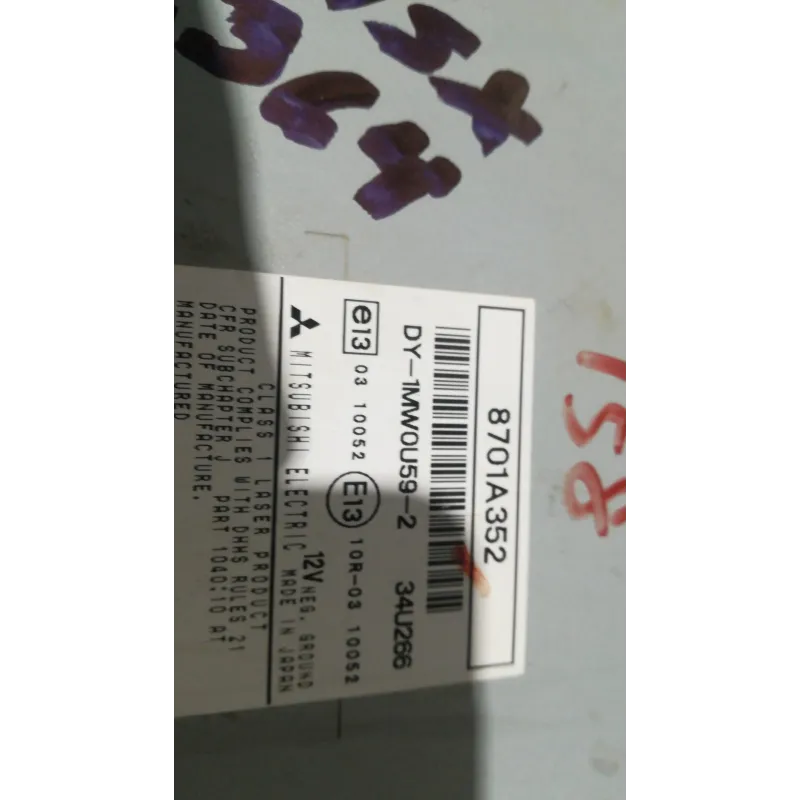 8701A352
DY-1MW0U59-2 34U266
e13 03 10052 E13 10R-03 10052
12V NEG. GROUND
MITSUBISHI ELECTRIC MADE IN JAPAN
CLASS 1 LASER PRODUCT
PRODUCT COMPLIES WITH DHHS RULES 21
CFR SUBCHAPTER J PART 1040:10 AT
DATE OF MANUFACTURE.
MANUFACTURED
158